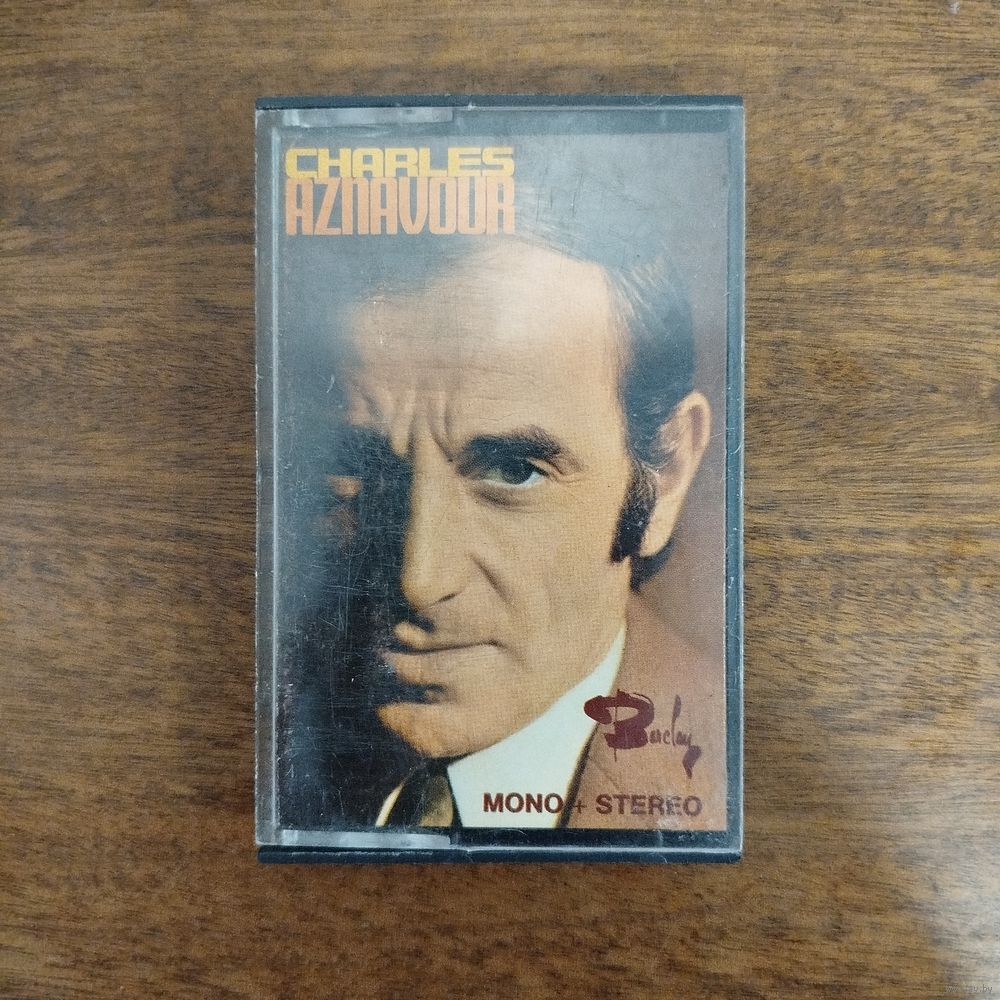 CHARLES
AZNAVOUR
Barclay
MONO + STEREO